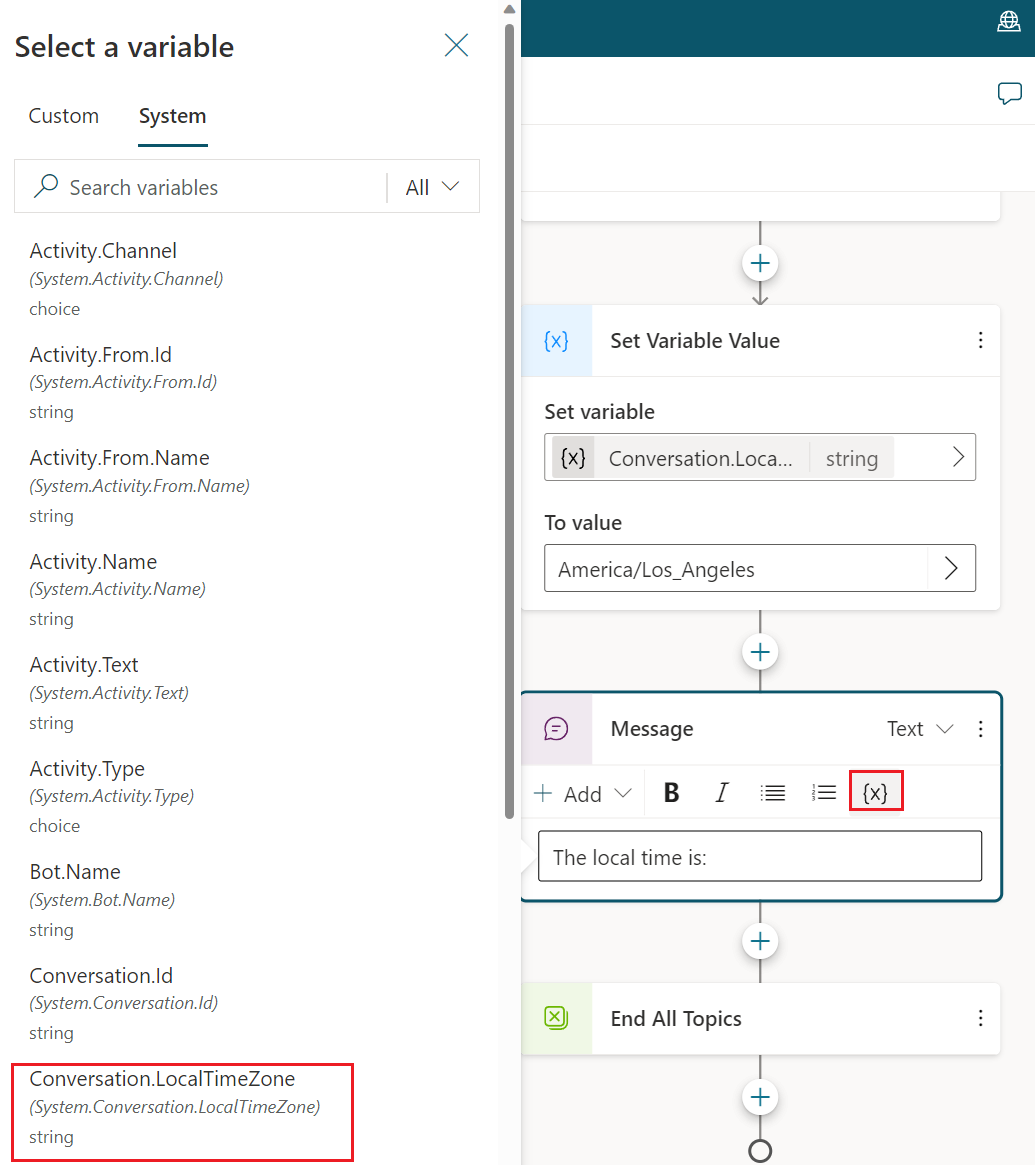 Select a variable
Custom
System
Search variables
All
Activity.Channel
(System.Activity.Channel)
choice
Activity.From.Id
(System.Activity.From.Id)
string
Activity.From.Name
(System.Activity.From.Name)
string
Activity.Name
(System.Activity.Name)
string
Activity.Text
(System.Activity.Text)
string
Activity.Type
(System.Activity.Type)
choice
Bot.Name
(System.Bot.Name)
string
Conversation.Id
(System.Conversation.Id)
string
Conversation.LocalTimeZone
(System.Conversation.LocalTimeZone)
string
{x} Set Variable Value
Set variable
{x} Conversation.Loca... string
To value
America/Los_Angeles
Message Text
Add B I {x}
The local time is:
End All Topics